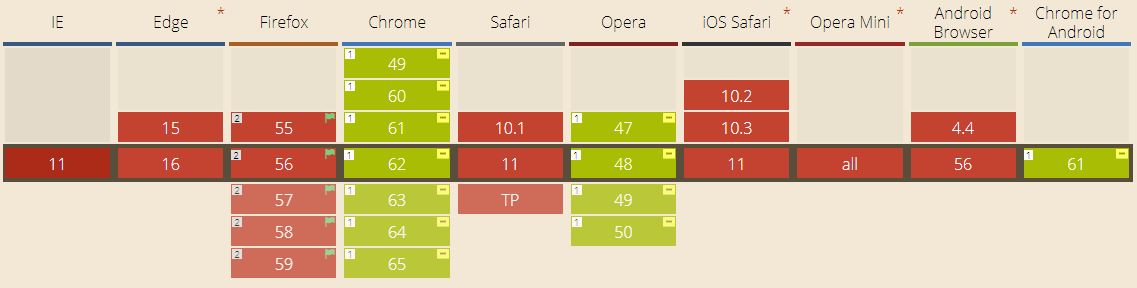 IE Edge * Firefox Chrome Safari Opera iOS Safari * Opera Mini * Android Browser * Chrome for Android
1 49 -
1 60 - 10.2
15 2 55 1 61 - 10.1 47 10.3 4.4
11 16 2 56 1 62 - 11 1 48 - 11 all 56 1 61 -
2 57 1 63 - TP 1 49 -
2 58 1 64 - 1 50 -
2 59 1 65 -